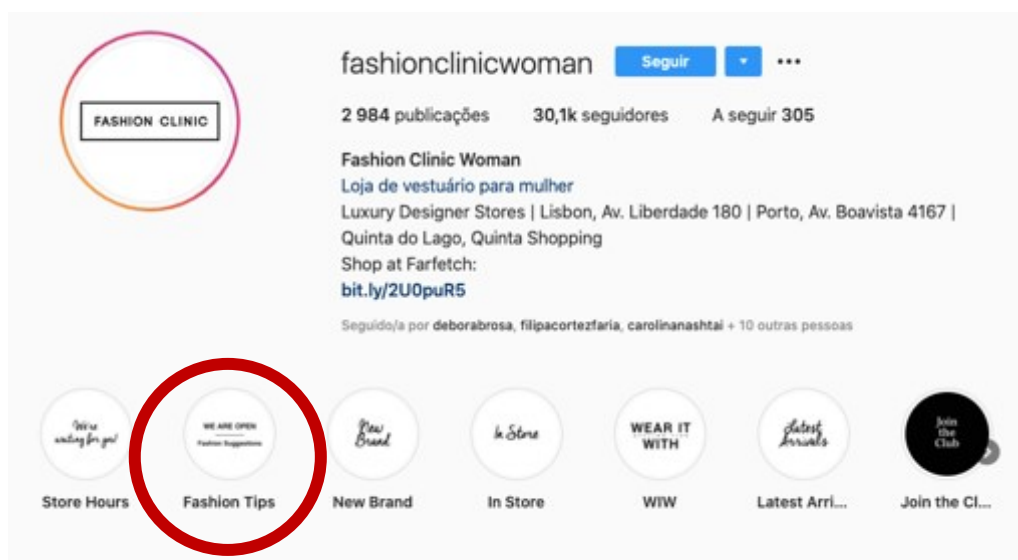 FASHION CLINIC
fashionclinicwoman Seguir
2 984 publicações 30,1k seguidores A seguir 305
Fashion Clinic Woman
Loja de vestuário para mulher
Luxury Designer Stores | Lisbon, Av. Liberdade 180 | Porto, Av. Boavista 4167 |
Quinta do Lago, Quinta Shopping
Shop at Farfetch:
bit.ly/2U0puR5
Seguido/a por deborabrosa, filipacortezfaria, carolinanashtai + 10 outras pessoas
We're
waiting for you!
WE ARE OPEN
Fashion Suggestions
New
Brand
In Store
WEAR IT
WITH
Latest
Arrivals
Join
the
Club
Store Hours Fashion Tips New Brand In Store WIW Latest Arri... Join the Cl...